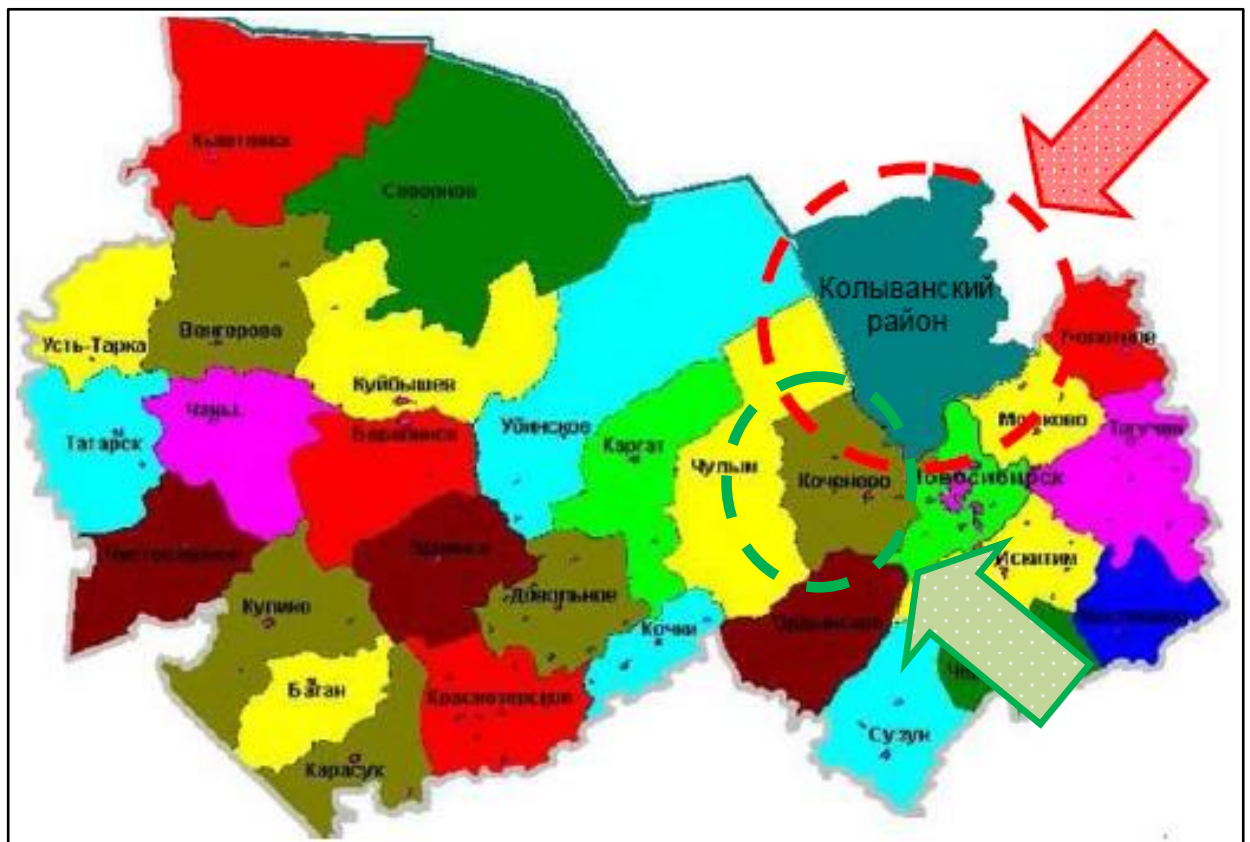 Кыштовка
Северное
Колыванский
район
Усть-Тарка
Венгерово
Куйбышев
Чаны
Татарск
Барабинск
Убинское
Каргат
Чулым
Коченево
Мошково
Тогучин
Новосибирск
Искитим
Здвинск
Купино
Довольное
Кочки
Баган
Краснозерское
Карасук
Сузун